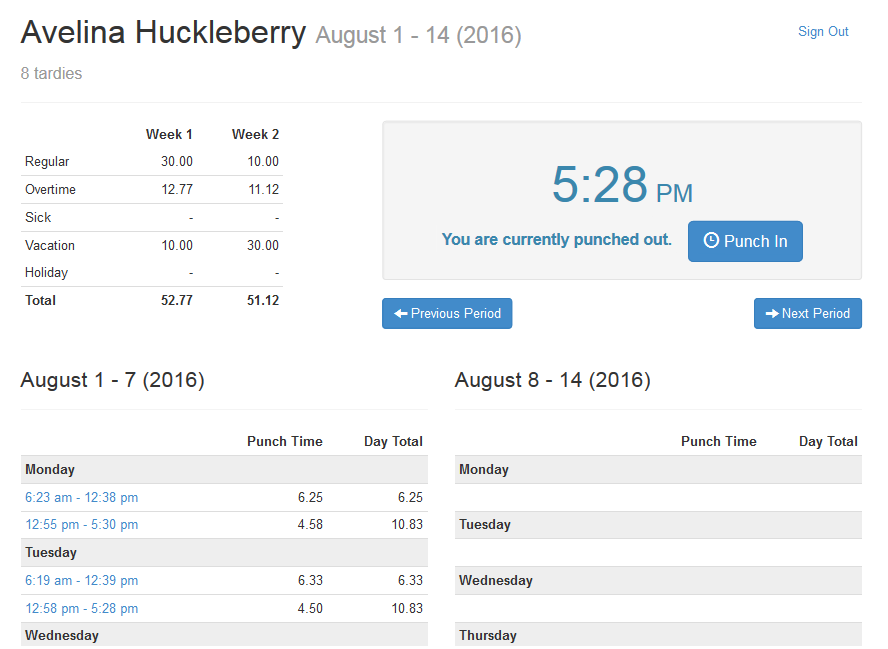 Avelina Huckleberry August 1 - 14 (2016)
Sign Out
8 tardies
Week 1 Week 2
Regular 30.00 10.00
Overtime 12.77 11.12
Sick - -
Vacation 10.00 30.00
Holiday - -
Total 52.77 51.12
5:28 PM
You are currently punched out.
Punch In
Previous Period
Next Period
August 1 - 7 (2016)
Punch Time Day Total
Monday
6:23 am - 12:38 pm 6.25 6.25
12:55 pm - 5:30 pm 4.58 10.83
Tuesday
6:19 am - 12:39 pm 6.33 6.33
12:58 pm - 5:28 pm 4.50 10.83
Wednesday
August 8 - 14 (2016)
Punch Time Day Total
Monday
Tuesday
Wednesday
Thursday